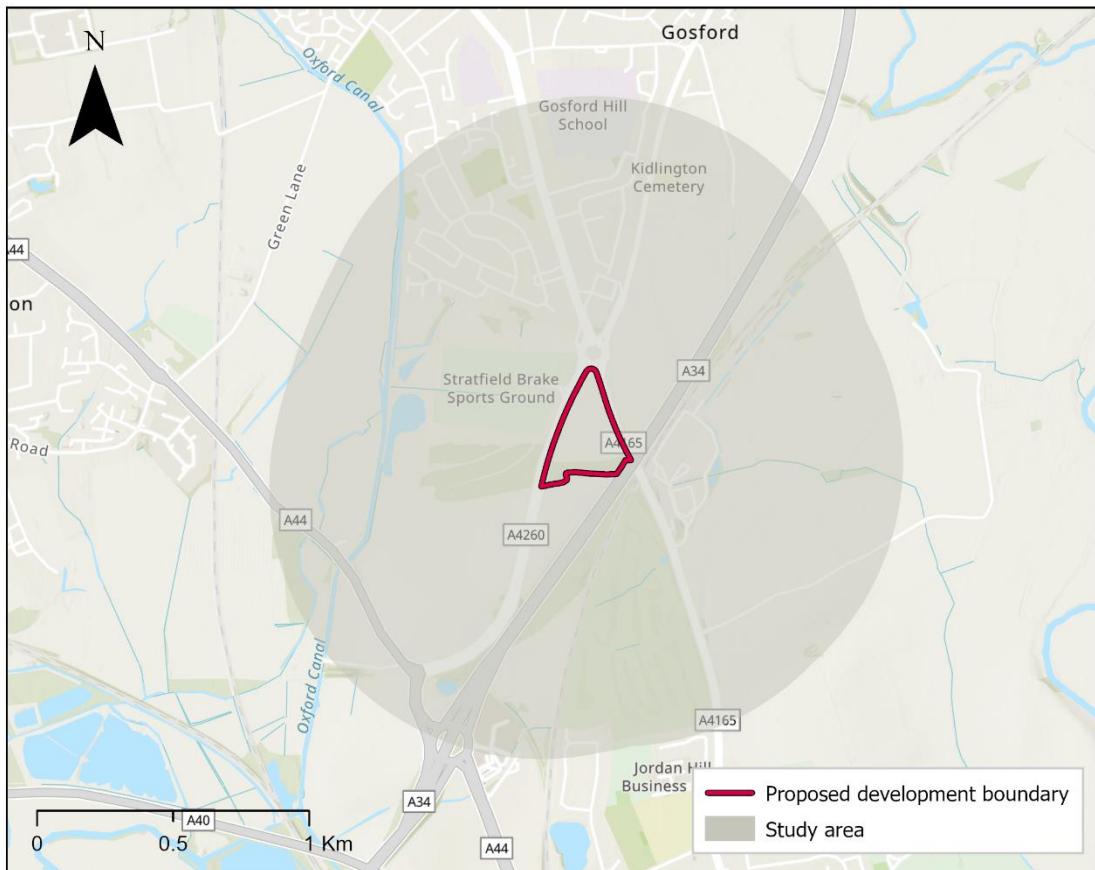 Gosford
N
Oxford Canal
Gosford Hill
School
Kidlington
Cemetery
Green Lane
A44
on
A34
Stratfield Brake
Sports Ground
A4165
Road
A44
A4260
Oxford Canal
A4165
Jordan Hill
Business
A34
A40
A44
0 0.5 1 Km
Proposed development boundary
Study area